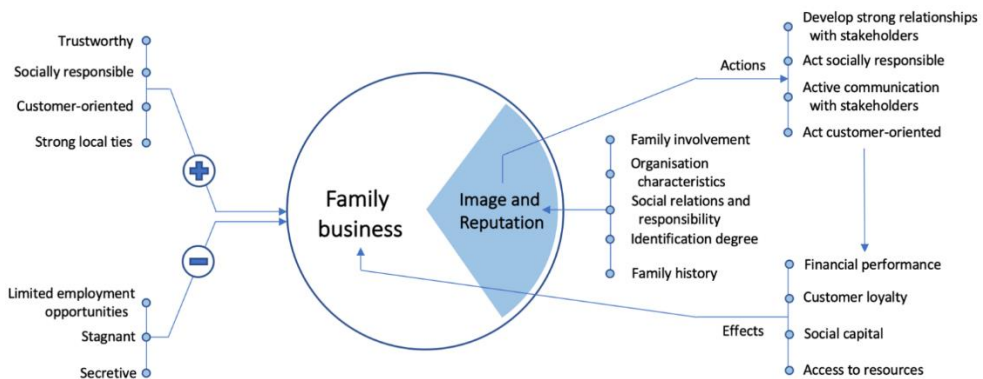 Trustworthy
Socially responsible
Customer-oriented
Strong local ties
Limited employment
opportunities
Stagnant
Secretive
Family
business
Image and
Reputation
Family involvement
Organisation
characteristics
Social relations and
responsibility
Identification degree
Family history
Actions
Develop strong relationships
with stakeholders
Act socially responsible
Active communication
with stakeholders
Act customer-oriented
Effects
Financial performance
Customer loyalty
Social capital
Access to resources